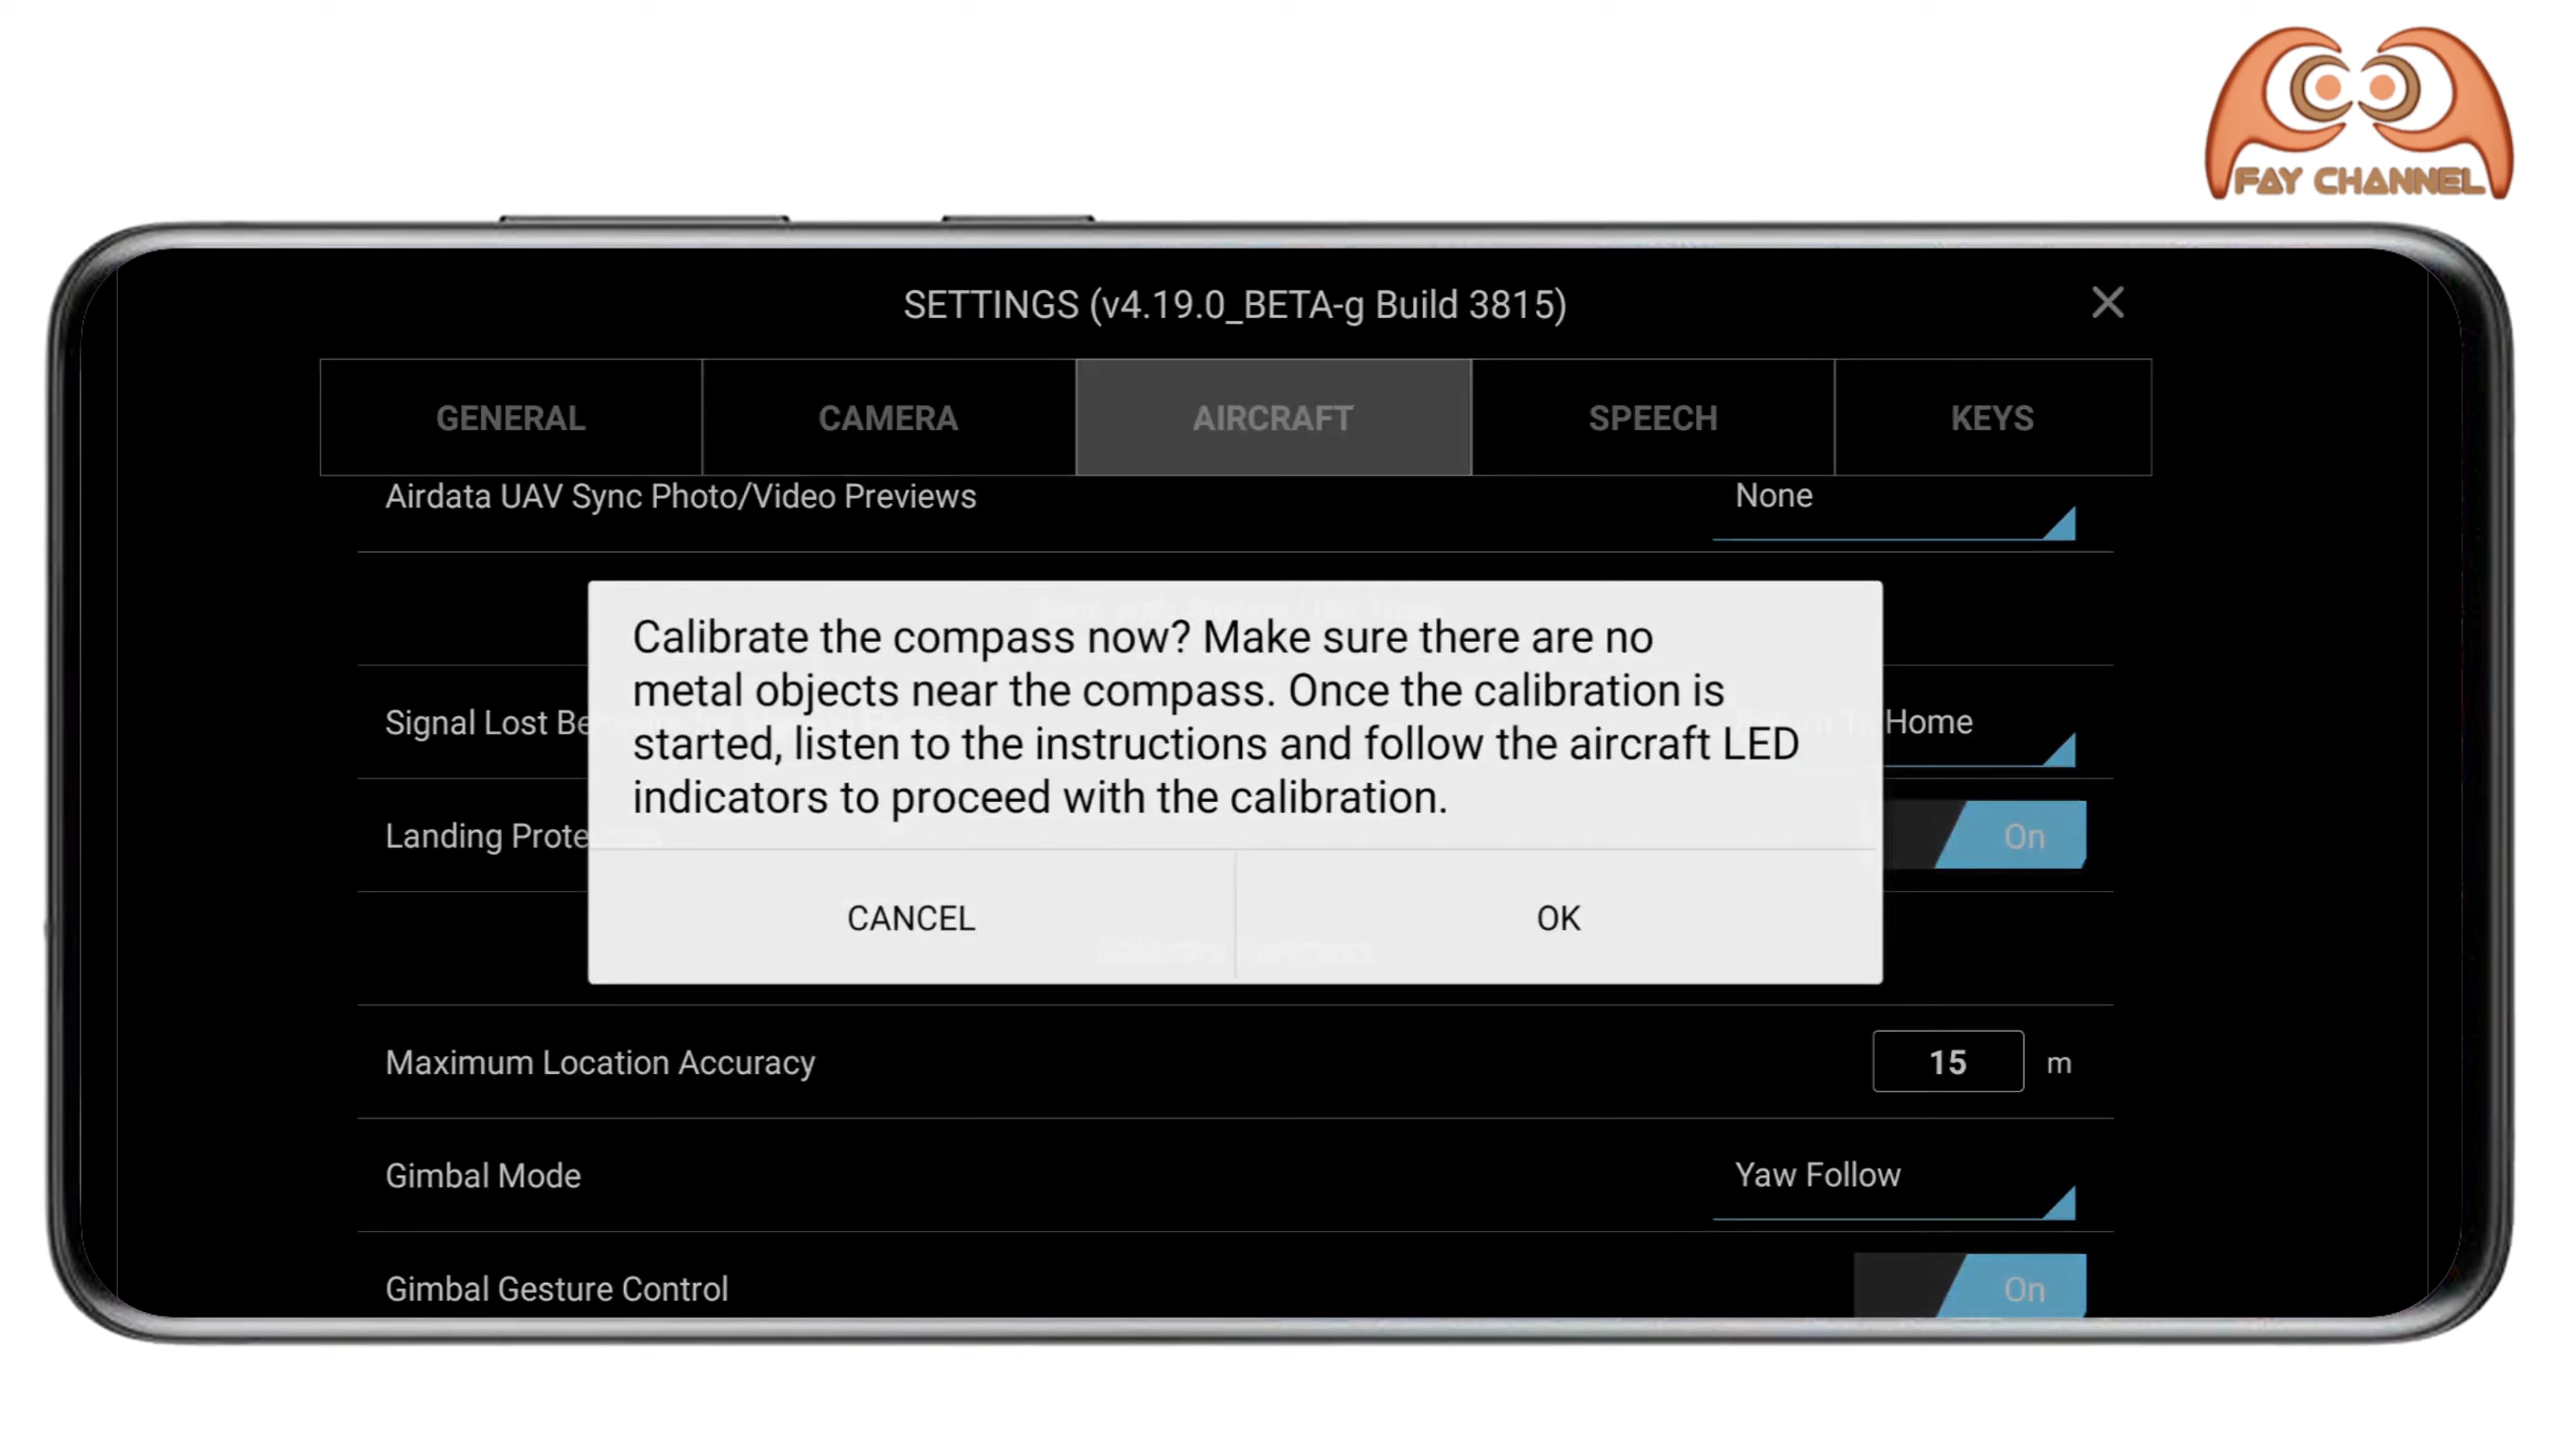 FAY CHANNEL
SETTINGS (v4.19.0_BETA-g Build 3815)
GENERAL CAMERA AIRCRAFT SPEECH KEYS
Airdata UAV Sync Photo/Video Previews None
Calibrate the compass now? Make sure there are no
metal objects near the compass. Once the calibration is
started, listen to the instructions and follow the aircraft LED
indicators to proceed with the calibration.
Signal Lost Home
Landing On
CANCEL OK
Maximum Location Accuracy 15 m
Gimbal Mode Yaw Follow
Gimbal Gesture Control On